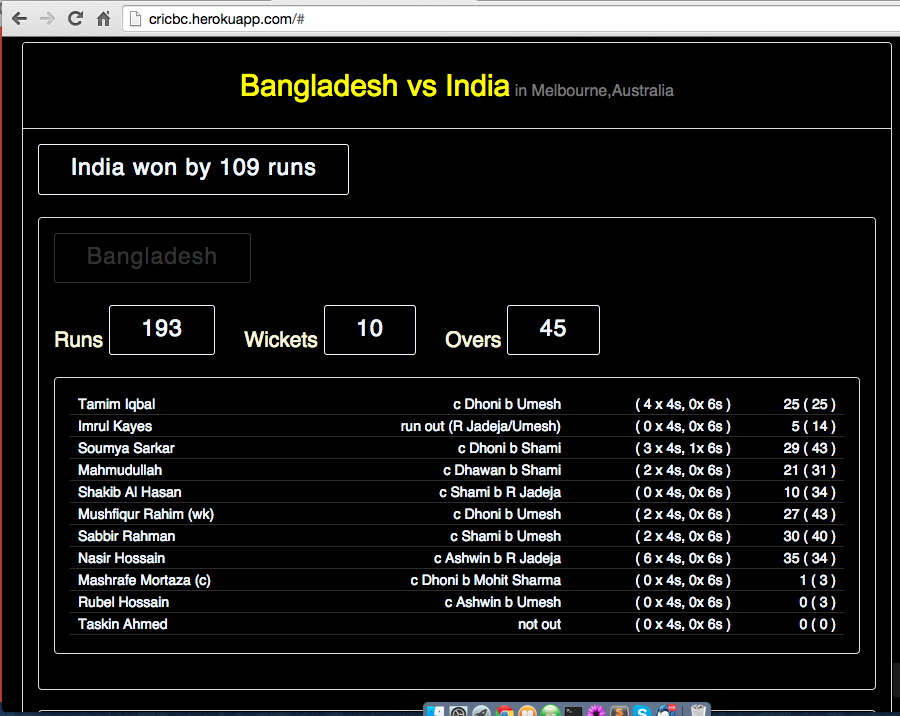 cricbc.herokuapp.com/#
Bangladesh vs India in Melbourne,Australia
India won by 109 runs
Bangladesh
Runs 193 Wickets 10 Overs 45
Tamim Iqbal c Dhoni b Umesh ( 4 x 4s, 0x 6s ) 25 ( 25 )
Imrul Kayes run out (R Jadeja/Umesh) ( 0 x 4s, 0x 6s ) 5 ( 14 )
Soumya Sarkar c Dhoni b Shami ( 3 x 4s, 1x 6s ) 29 ( 43 )
Mahmudullah c Dhawan b Shami ( 2 x 4s, 0x 6s ) 21 ( 31 )
Shakib Al Hasan c Shami b R Jadeja ( 0 x 4s, 0x 6s ) 10 ( 34 )
Mushfiqur Rahim (wk) c Dhoni b Umesh ( 2 x 4s, 0x 6s ) 27 ( 43 )
Sabbir Rahman c Shami b Umesh ( 2 x 4s, 0x 6s ) 30 ( 40 )
Nasir Hossain c Ashwin b R Jadeja ( 6 x 4s, 0x 6s ) 35 ( 34 )
Mashrafe Mortaza (c) c Dhoni b Mohit Sharma ( 0 x 4s, 0x 6s ) 1 ( 3 )
Rubel Hossain c Ashwin b Umesh ( 0 x 4s, 0x 6s ) 0 ( 3 )
Taskin Ahmed not out ( 0 x 4s, 0x 6s ) 0 ( 0 )